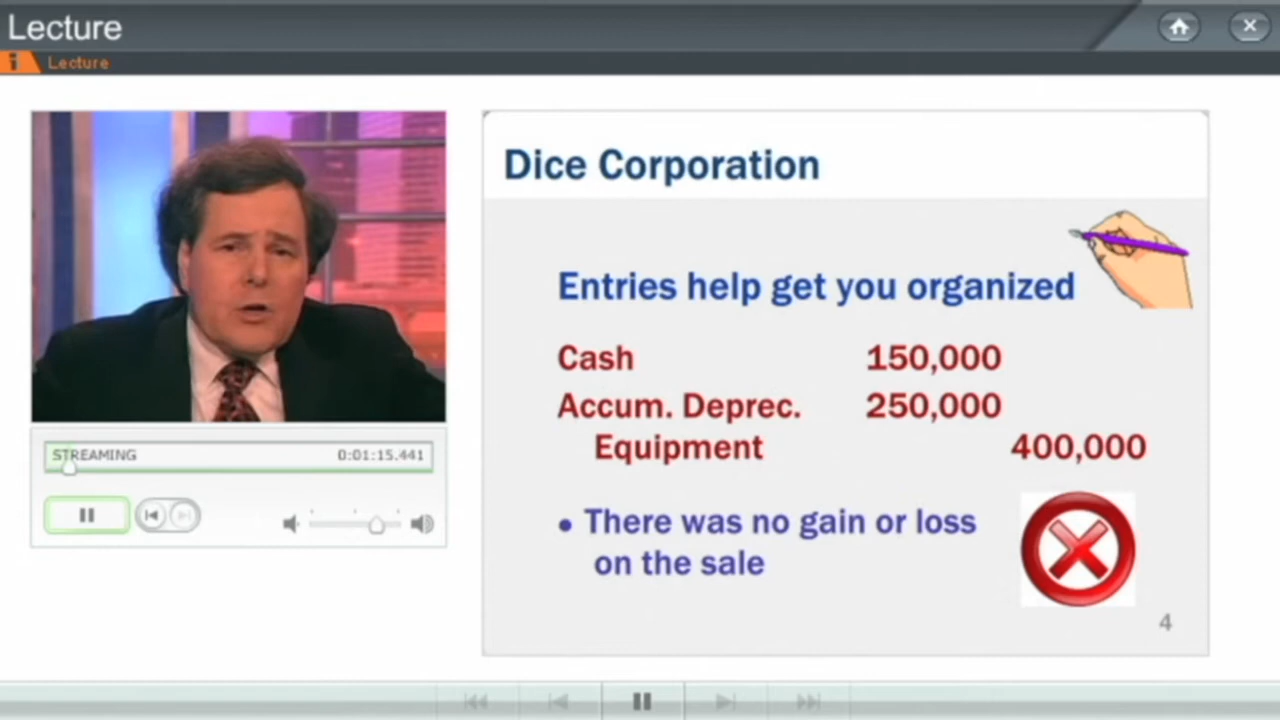 Lecture
i Lecture
Dice Corporation
Entries help get you organized
Cash 150,000
Accum. Deprec. 250,000
Equipment 400,000
• There was no gain or loss
on the sale
STREAMING 0:01:15.441
4